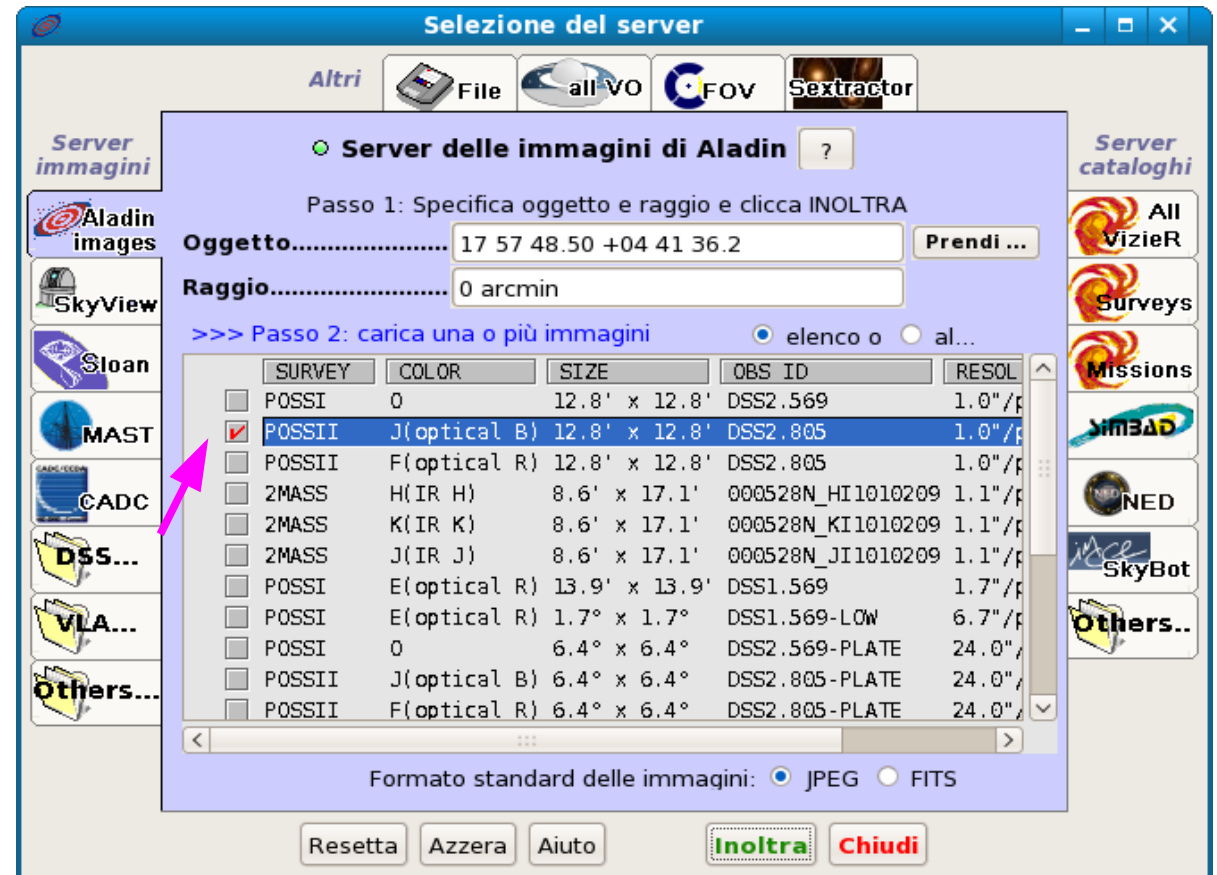 Selezione del server
Altri File all VO FOV Sextractor
Server immagini
Server cataloghi
Server delle immagini di Aladin ?
Passo 1: Specifica oggetto e raggio e clicca INOLTRA
Oggetto...................... 17 57 48.50 +04 41 36.2 Prendi ...
Raggio......................... 0 arcmin
>>> Passo 2: carica una o più immagini elenco o al...
SURVEY COLOR SIZE OBS ID RESOL
POSSI O 12.8' x 12.8' DSS2.569 1.0"/p
POSSII J(optical B) 12.8' x 12.8' DSS2.805 1.0"/p
POSSII F(optical R) 12.8' x 12.8' DSS2.805 1.0"/p
2MASS H(IR H) 8.6' x 17.1' 000528N_HI1010209 1.1"/p
2MASS K(IR K) 8.6' x 17.1' 000528N_KI1010209 1.1"/p
2MASS J(IR J) 8.6' x 17.1' 000528N_JI1010209 1.1"/p
POSSI E(optical R) 13.9' x 13.9' DSS1.569 1.7"/p
POSSI E(optical R) 1.7° x 1.7° DSS1.569-LOW 6.7"/p
POSSI O 6.4° x 6.4° DSS2.569-PLATE 24.0"/
POSSII J(optical B) 6.4° x 6.4° DSS2.805-PLATE 24.0"/
POSSII F(optical R) 6.4° x 6.4° DSS2.805-PLATE 24.0"/
Formato standard delle immagini: JPEG FITS
Aladin images
SkyView
Sloan
MAST
CADC/CCDA
CADC
DSS...
VLA...
Others...
All VizieR
Surveys
Missions
SIMBAD
NED
IMCCE
SkyBot
Others..
Resetta Azzera Aiuto Inoltra Chiudi